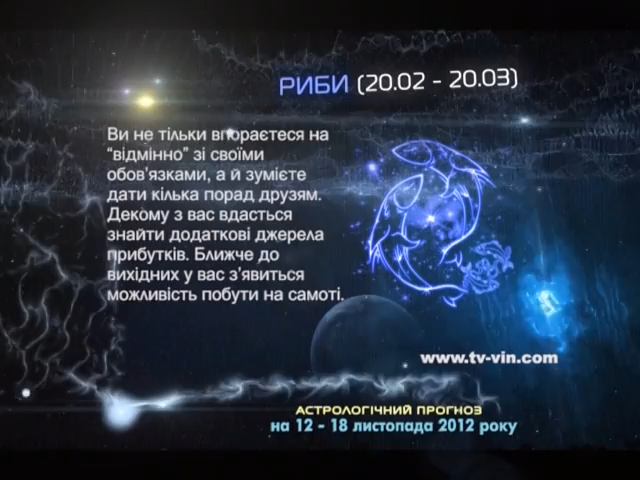 РИБИ (20.02 - 20.03)
Ви не тільки впораєтеся на
“відмінно” зі своїми
обов'язками, а й зумієте
дати кілька порад друзям.
Декому з вас вдасться
знайти додаткові джерела
прибутків. Ближче до
вихідних у вас з'явиться
можливість побути на самоті.
www.tv-vin.com
АСТРОЛОГІЧНИЙ ПРОГНОЗ
на 12 - 18 листопада 2012 року